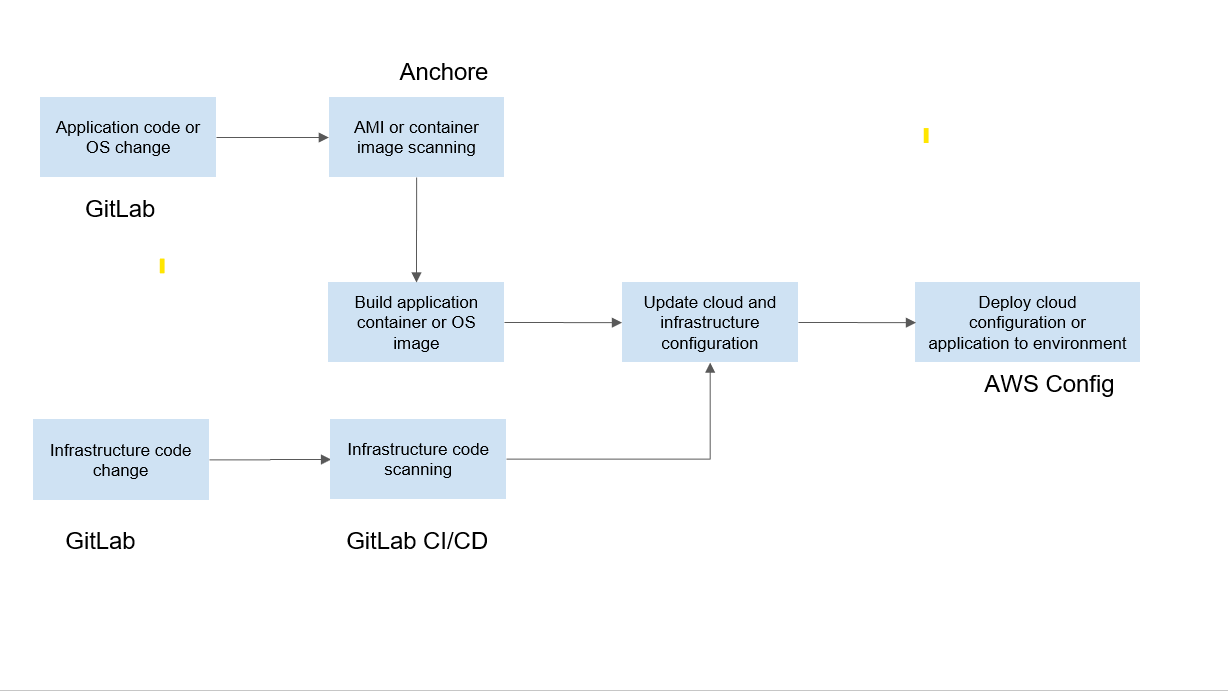 Anchore
Application code or
OS change
AMI or container
image scanning
GitLab
Build application
container or OS
image
Update cloud and
infrastructure
configuration
Deploy cloud
configuration or
application to environment
AWS Config
Infrastructure code
change
Infrastructure code
scanning
GitLab
GitLab CI/CD